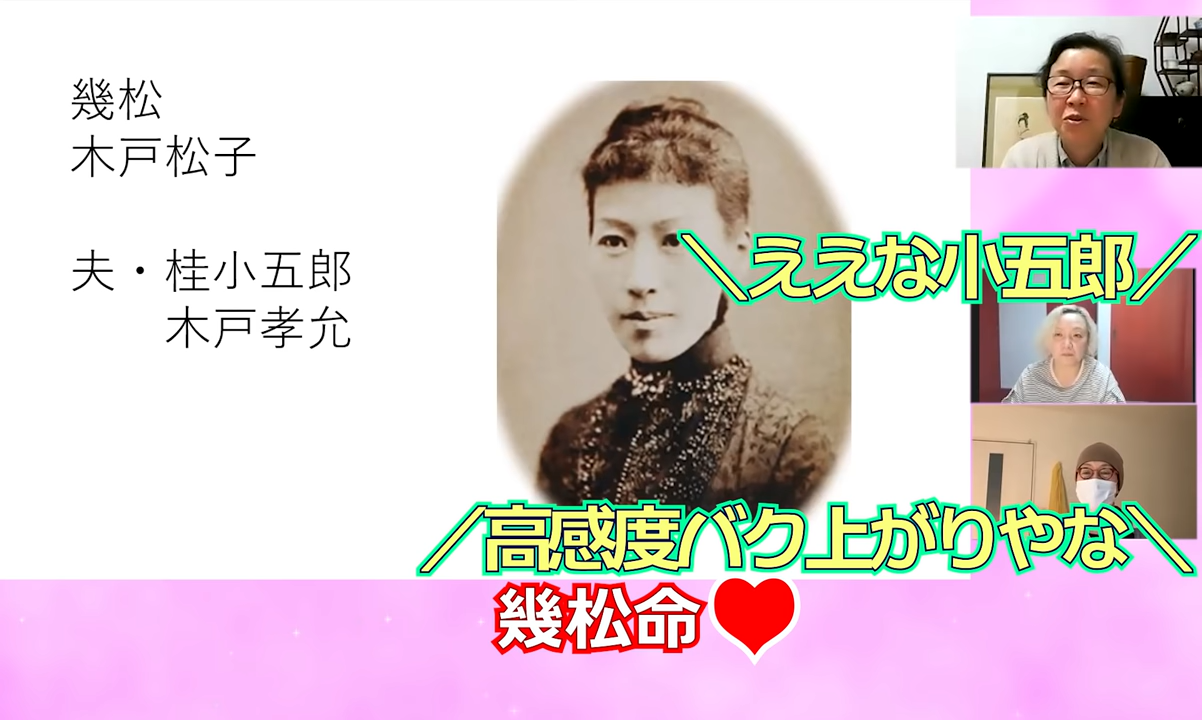 幾松
木戸松子
夫・桂小五郎
木戸孝允
＼ええな小五郎／
／高感度バク上がりやな＼
幾松命❤